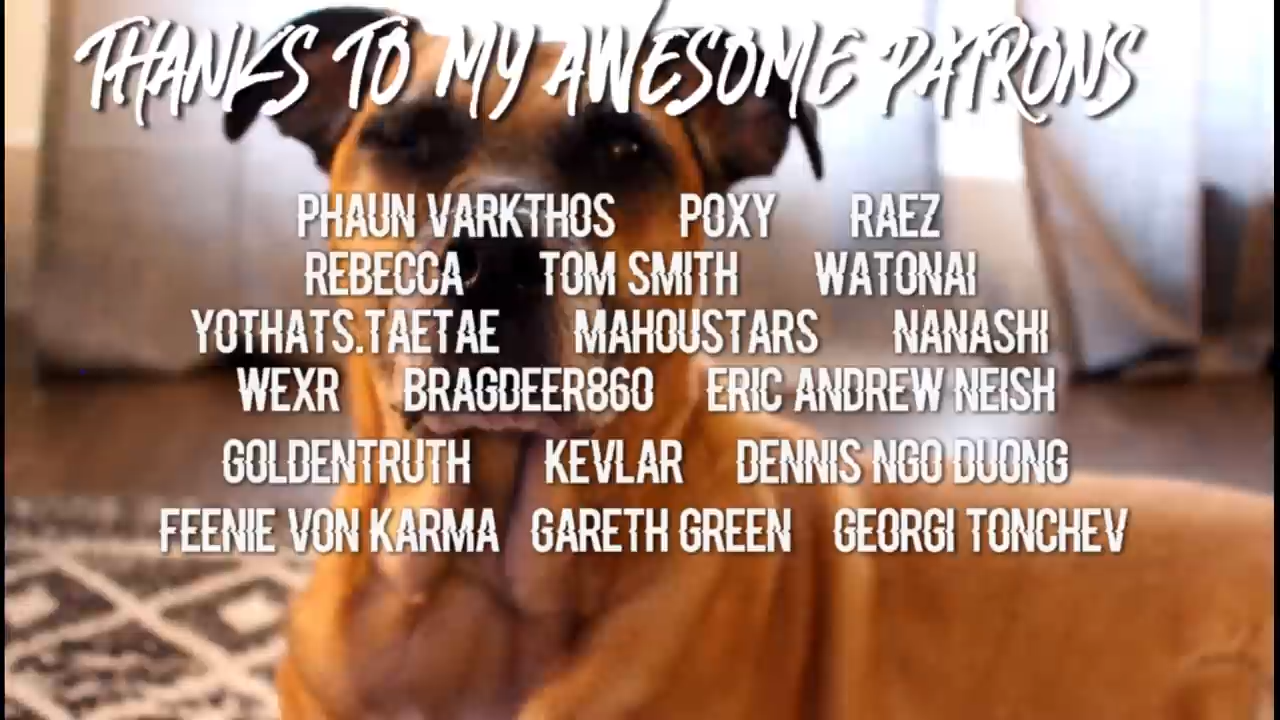 THANKS TO MY AWESOME PATRONS
PHAUN VARKTHOS POXY RAEZ
REBECCA TOM SMITH WATONAI
YOTHATS.TAETAE MAHOUSTARS NANASHI
WEXR BRAGDEER860 ERIC ANDREW NEISH
GOLDENTRUTH KEVLAR DENNIS NGO DUONG
FEENIE VON KARMA GARETH GREEN GEORGI TONCHEV